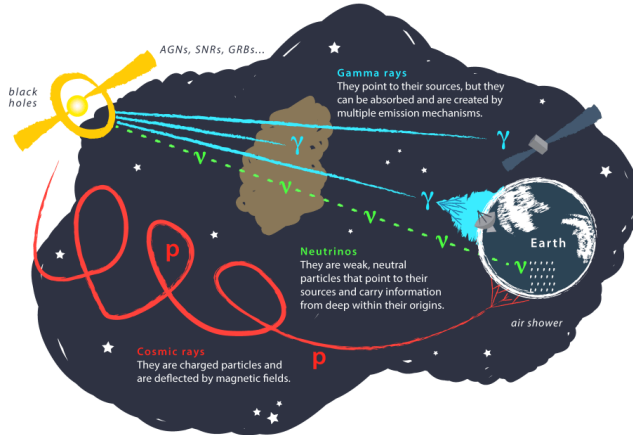 AGNs, SNRs, GRBs...
black
holes
Gamma rays
They point to their sources, but they
can be absorbed and are created by
multiple emission mechanisms.
γ
γ
γ
ν
ν
ν
ν
ν
Earth
Neutrinos
They are weak, neutral
particles that point to their
sources and carry information
from deep within their origins.
air shower
p
p
Cosmic rays
They are charged particles and
are deflected by magnetic fields.